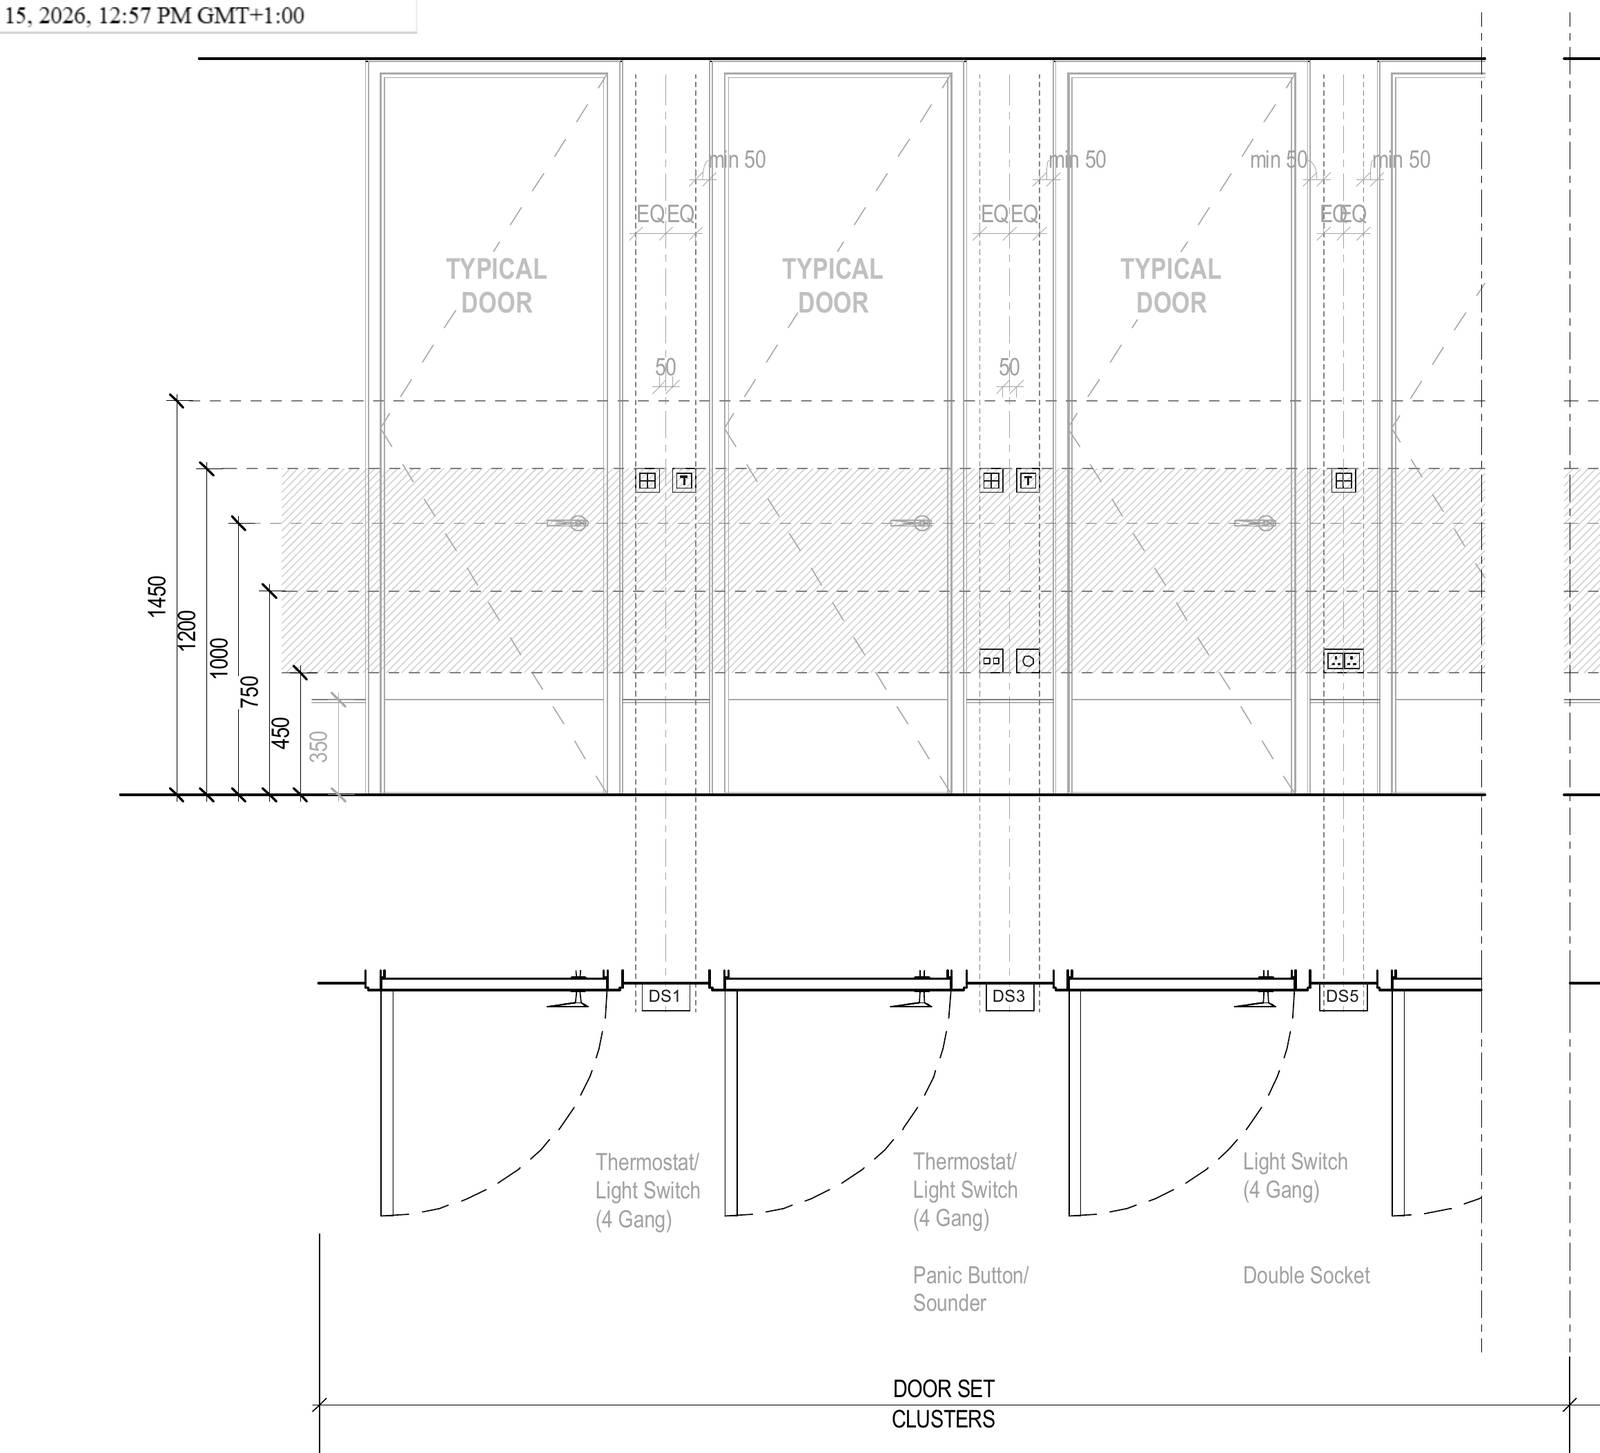 15, 2026, 12:57 PM GMT+1:00
min 50
min 50
min 50
min 50
EQ EQ
EQ EQ
EQ EQ
TYPICAL
DOOR
TYPICAL
DOOR
TYPICAL
DOOR
50
50
T
T
1450
1200
1000
750
450
350
DS1
DS3
DS5
Thermostat/
Light Switch
(4 Gang)
Thermostat/
Light Switch
(4 Gang)
Panic Button/
Sounder
Light Switch
(4 Gang)
Double Socket
DOOR SET
CLUSTERS